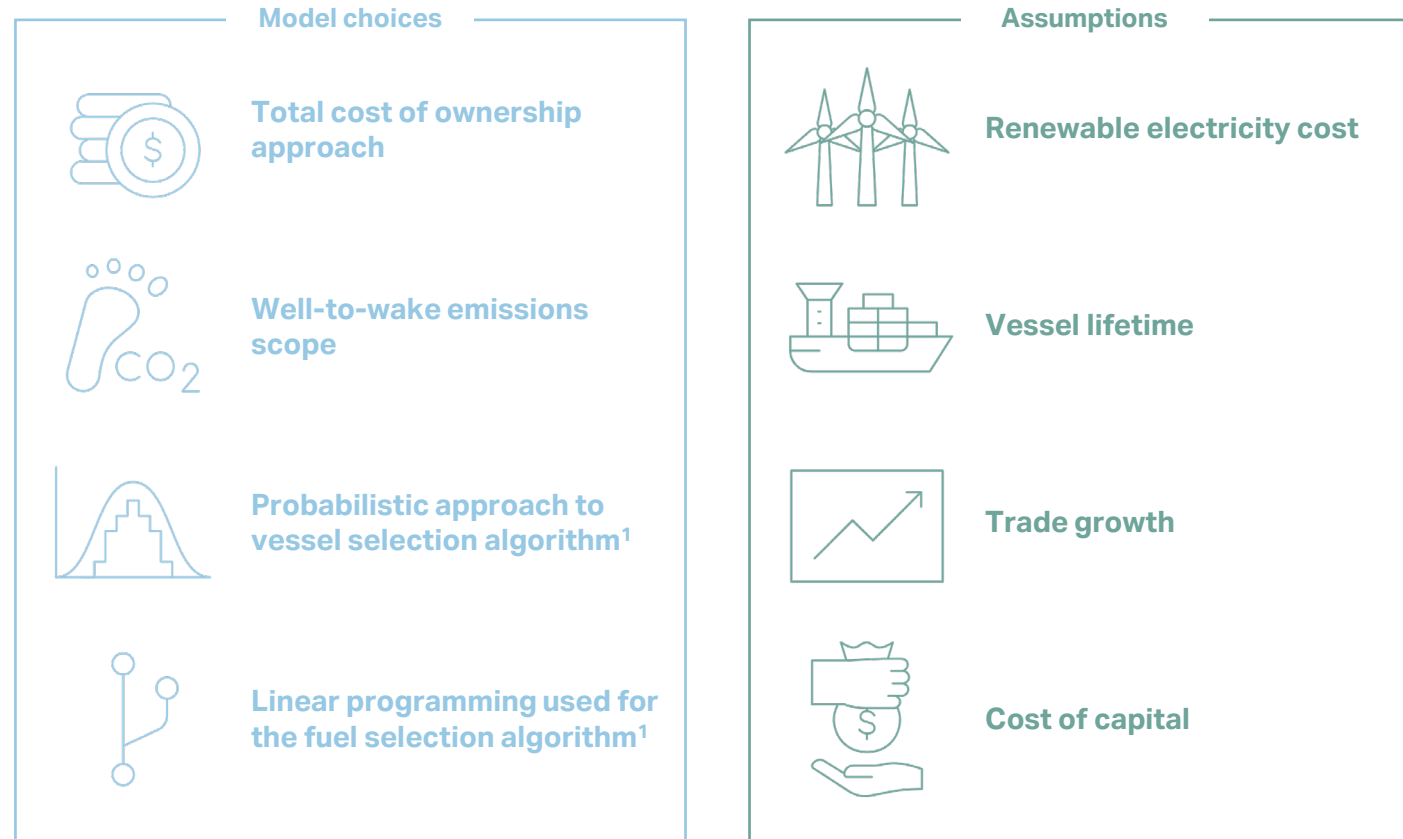 Model choices
$
Total cost of ownership
approach
CO2
Well-to-wake emissions
scope
Probabilistic approach to
vessel selection algorithm¹
Linear programming used for
the fuel selection algorithm¹
Assumptions
Renewable electricity cost
Vessel lifetime
Trade growth
$
Cost of capital